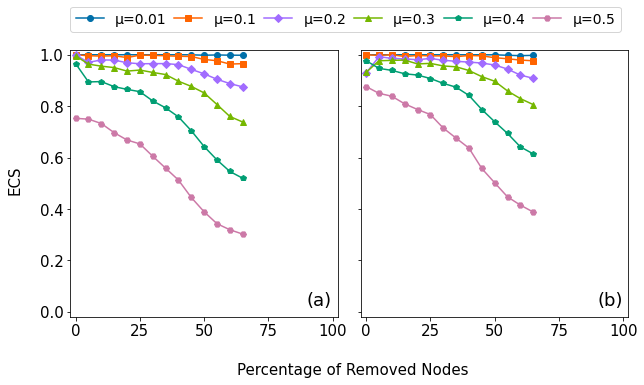 μ=0.01 μ=0.1 μ=0.2 μ=0.3 μ=0.4 μ=0.5
ECS
1.0
0.8
0.6
0.4
0.2
0.0
(a) (b)
0 25 50 75 100 0 25 50 75 100
Percentage of Removed Nodes